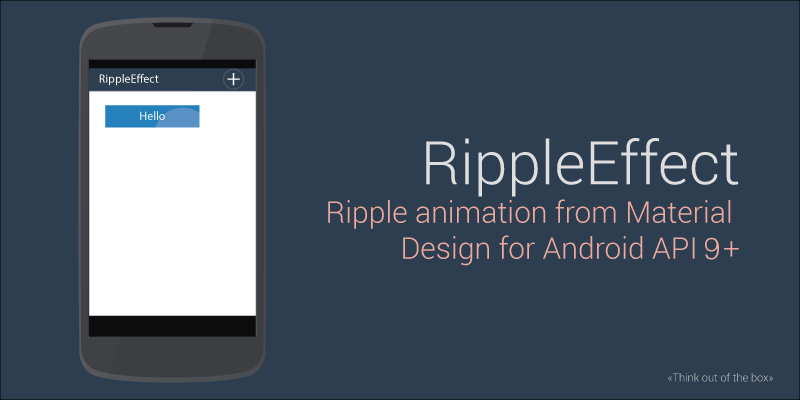 RippleEffect
Hello
RippleEffect
Ripple animation from Material
Design for Android API 9+
«Think out of the box»